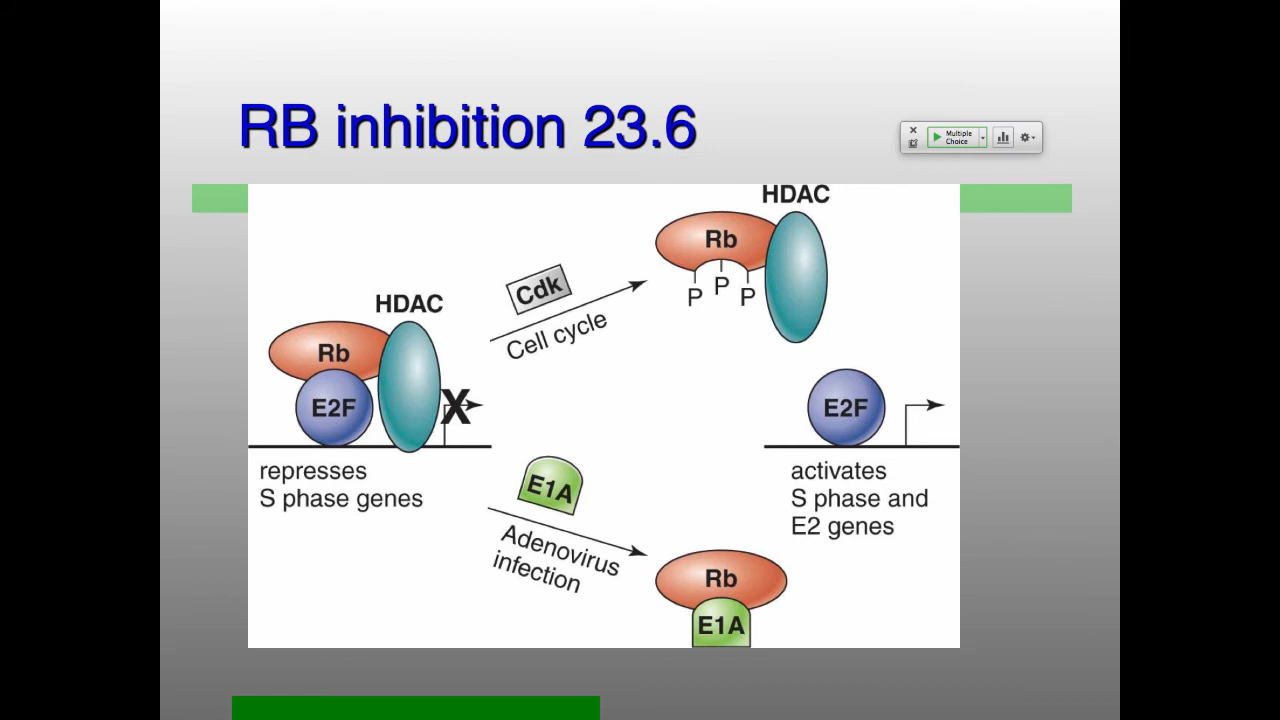 RB inhibition 23.6
Multiple
Choice
HDAC
Rb
P P P
Cdk
Cell cycle
HDAC
Rb
E2F
X
E2F
repressses
S phase genes
activates
S phase and
E2 genes
E1A
Adenovirus
infection
Rb
E1A